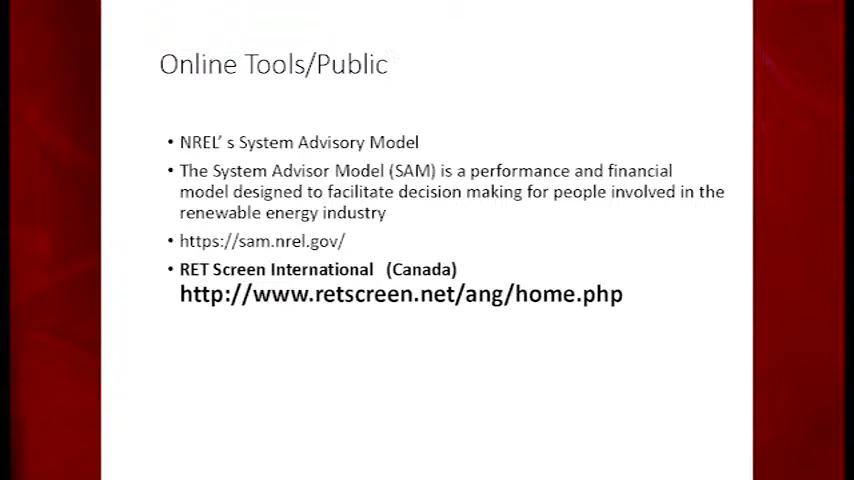 Online Tools/Public
• NREL’ s System Advisory Model
• The System Advisor Model (SAM) is a performance and financial
model designed to facilitate decision making for people involved in the
renewable energy industry
• https://sam.nrel.gov/
• RET Screen International (Canada)
http://www.retscreen.net/ang/home.php